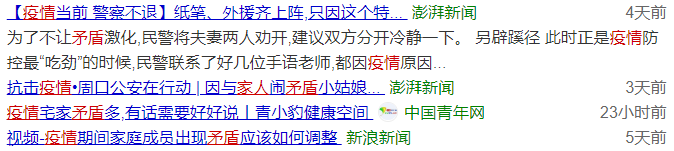 【疫情当前 警察不退】纸笔、外援齐上阵,只因这个特... 澎湃新闻 4天前
为了不让矛盾激化,民警将夫妻两人劝开,建议双方分开冷静一下。 另辟蹊径 此时正是疫情防
控最“吃劲”的时候,民警联系了好几位手语老师,都因疫情原因...
抗击疫情•周口公安在行动 | 因与家人闹矛盾小姑娘... 澎湃新闻 3天前
疫情宅家矛盾多,有话需要好好说丨青小豹健康空间 中国青年网 23小时前
视频-疫情期间家庭成员出现矛盾应该如何调整 新浪新闻 5天前